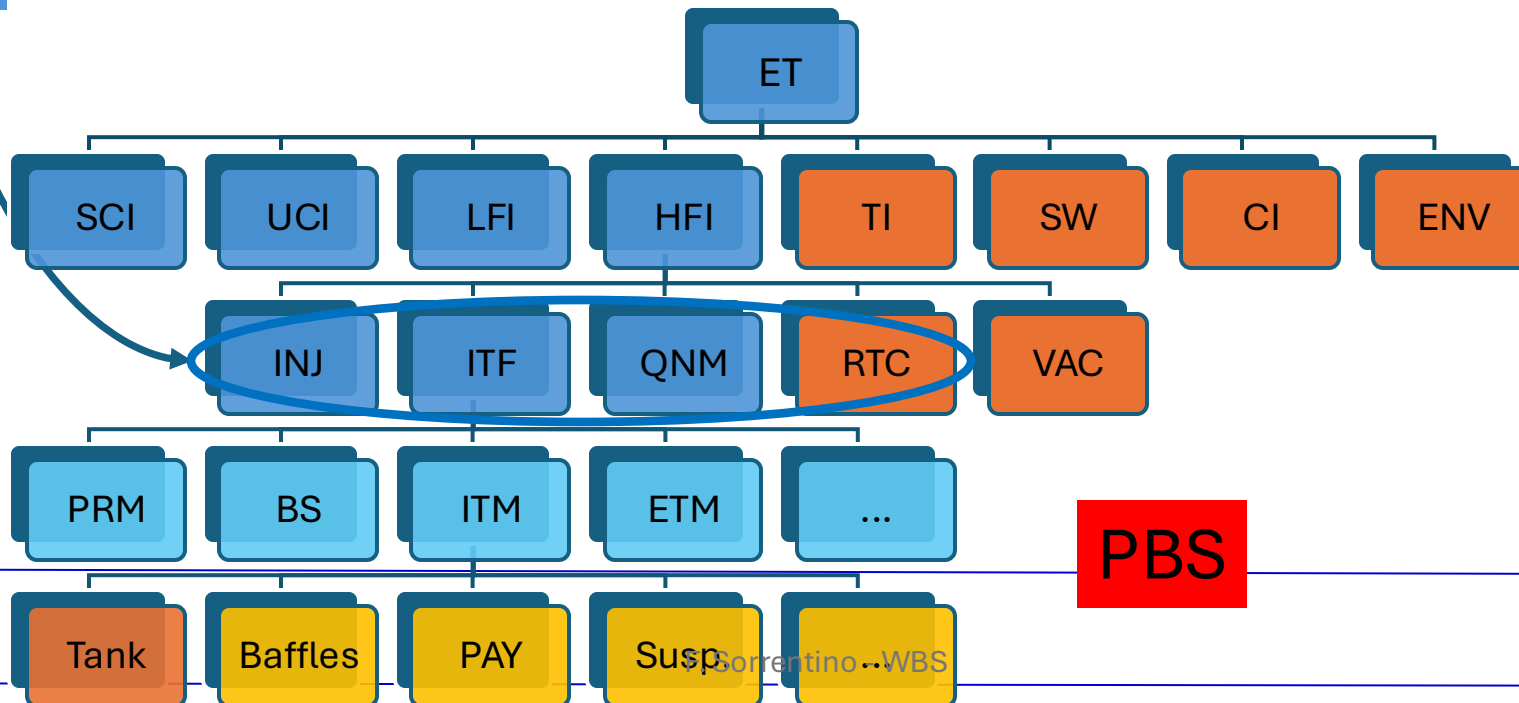 ET
SCI
UCI
LFI
HFI
TI
SW
CI
ENV
INJ
ITF
QNM
RTC
VAC
PRM
BS
ITM
ETM
...
PBS
Tank
Baffles
PAY
Susp.
...
F. Sorrentino - WBS